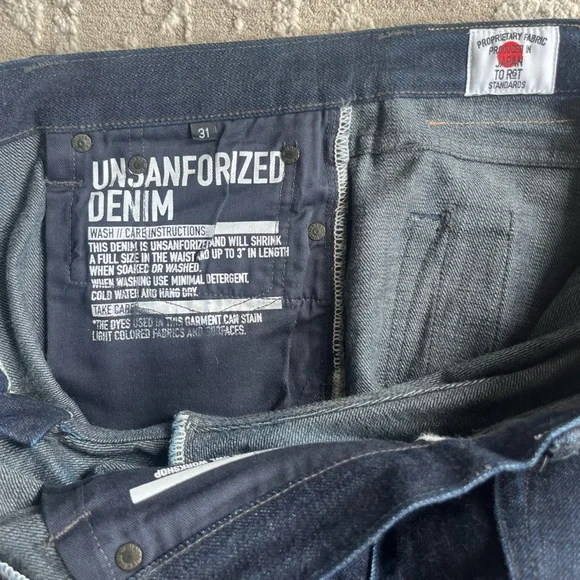 PROPRIETARY FABRIC
PRODUCED IN
JAPAN
TO RgT
STANDARDS
31
UNSANFORIZED
DENIM
WASH // CARE INSTRUCTIONS:
THIS DENIM IS UNSANFORIZED AND WILL SHRINK
A FULL SIZE IN THE WAIST AND UP TO 3" IN LENGTH
WHEN SOAKED OR WASHED.
WHEN WASHING USE MINIMAL DETERGENT,
COLD WATER AND HANG DRY.
TAKE CARE
*THE DYES USED IN THIS GARMENT CAN STAIN
LIGHT COLORED FABRICS AND SURFACES.
WORKSHOP